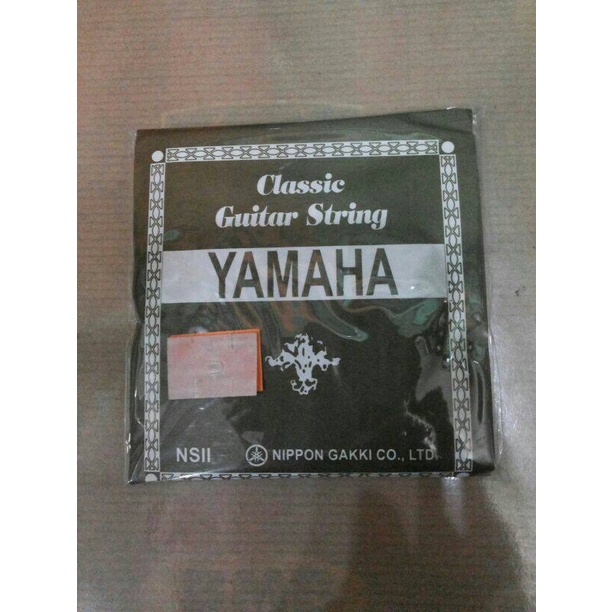 Classic
Guitar String
YAMAHA
NSII NIPPON GAKKI CO., LTD.